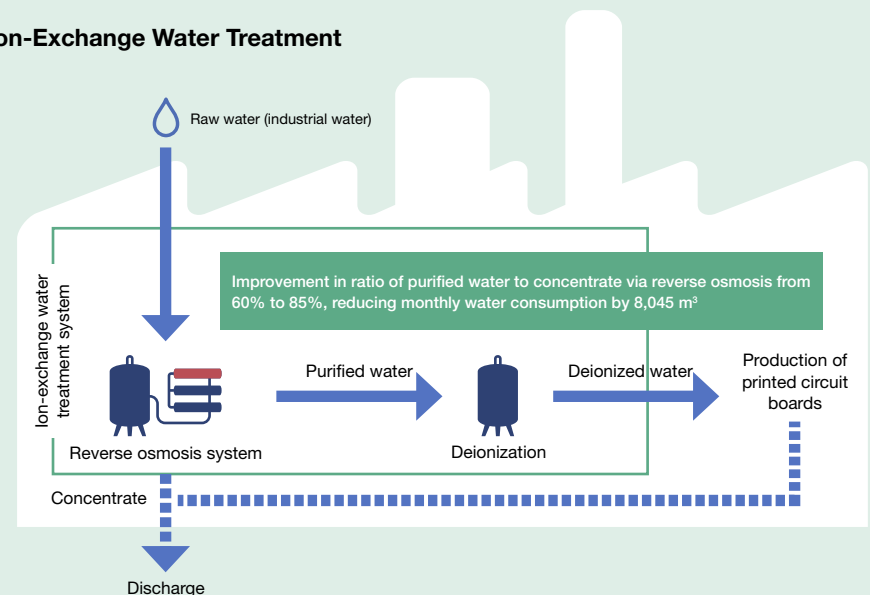 on-Exchange Water Treatment
Raw water (industrial water)
Ion-exchange water
treatment system
Improvement in ratio of purified water to concentrate via reverse osmosis from
60% to 85%, reducing monthly water consumption by 8,045 m³
Purified water
Deionized water
Production of
printed circuit
boards
Reverse osmosis system
Deionization
Concentrate
Discharge